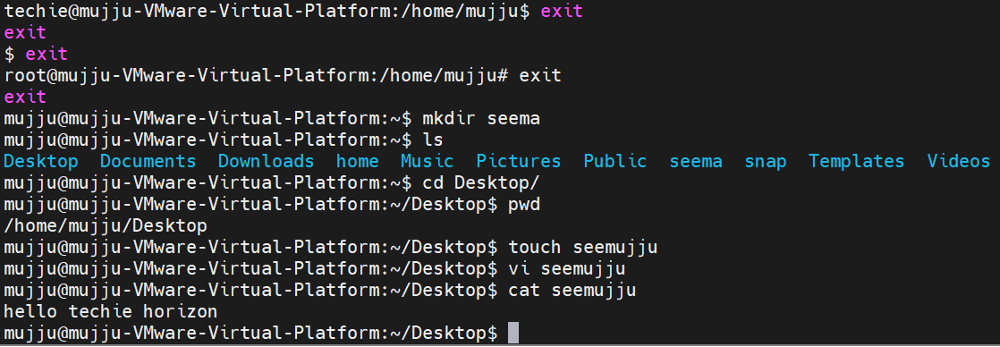 techie@mujju-VMware-Virtual-Platform:/home/mujju$ exit
exit
$ exit
root@mujju-VMware-Virtual-Platform:/home/mujju# exit
exit
mujju@mujju-VMware-Virtual-Platform:~$ mkdir seema
mujju@mujju-VMware-Virtual-Platform:~$ ls
Desktop  Documents  Downloads  home  Music  Pictures  Public  seema  snap  Templates  Videos
mujju@mujju-VMware-Virtual-Platform:~$ cd Desktop/
mujju@mujju-VMware-Virtual-Platform:~/Desktop$ pwd
/home/mujju/Desktop
mujju@mujju-VMware-Virtual-Platform:~/Desktop$ touch seemujju
mujju@mujju-VMware-Virtual-Platform:~/Desktop$ vi seemujju
mujju@mujju-VMware-Virtual-Platform:~/Desktop$ cat seemujju
hello techie horizon
mujju@mujju-VMware-Virtual-Platform:~/Desktop$